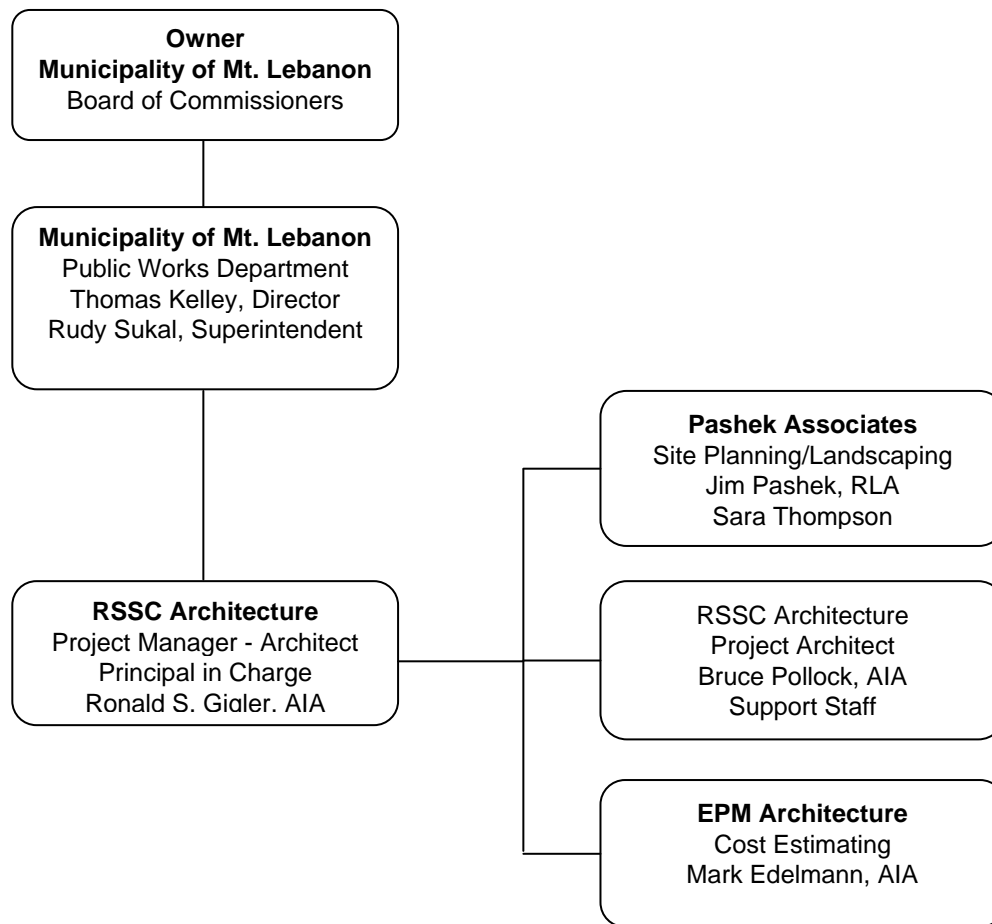 Owner
Municipality of Mt. Lebanon
Board of Commissioners
Municipality of Mt. Lebanon
Public Works Department
Thomas Kelley, Director
Rudy Sukal, Superintendent
Pashek Associates
Site Planning/Landscaping
Jim Pashek, RLA
Sara Thompson
RSSC Architecture
Project Manager - Architect
Principal in Charge
Ronald S. Gigler, AIA
RSSC Architecture
Project Architect
Bruce Pollock, AIA
Support Staff
EPM Architecture
Cost Estimating
Mark Edelmann, AIA